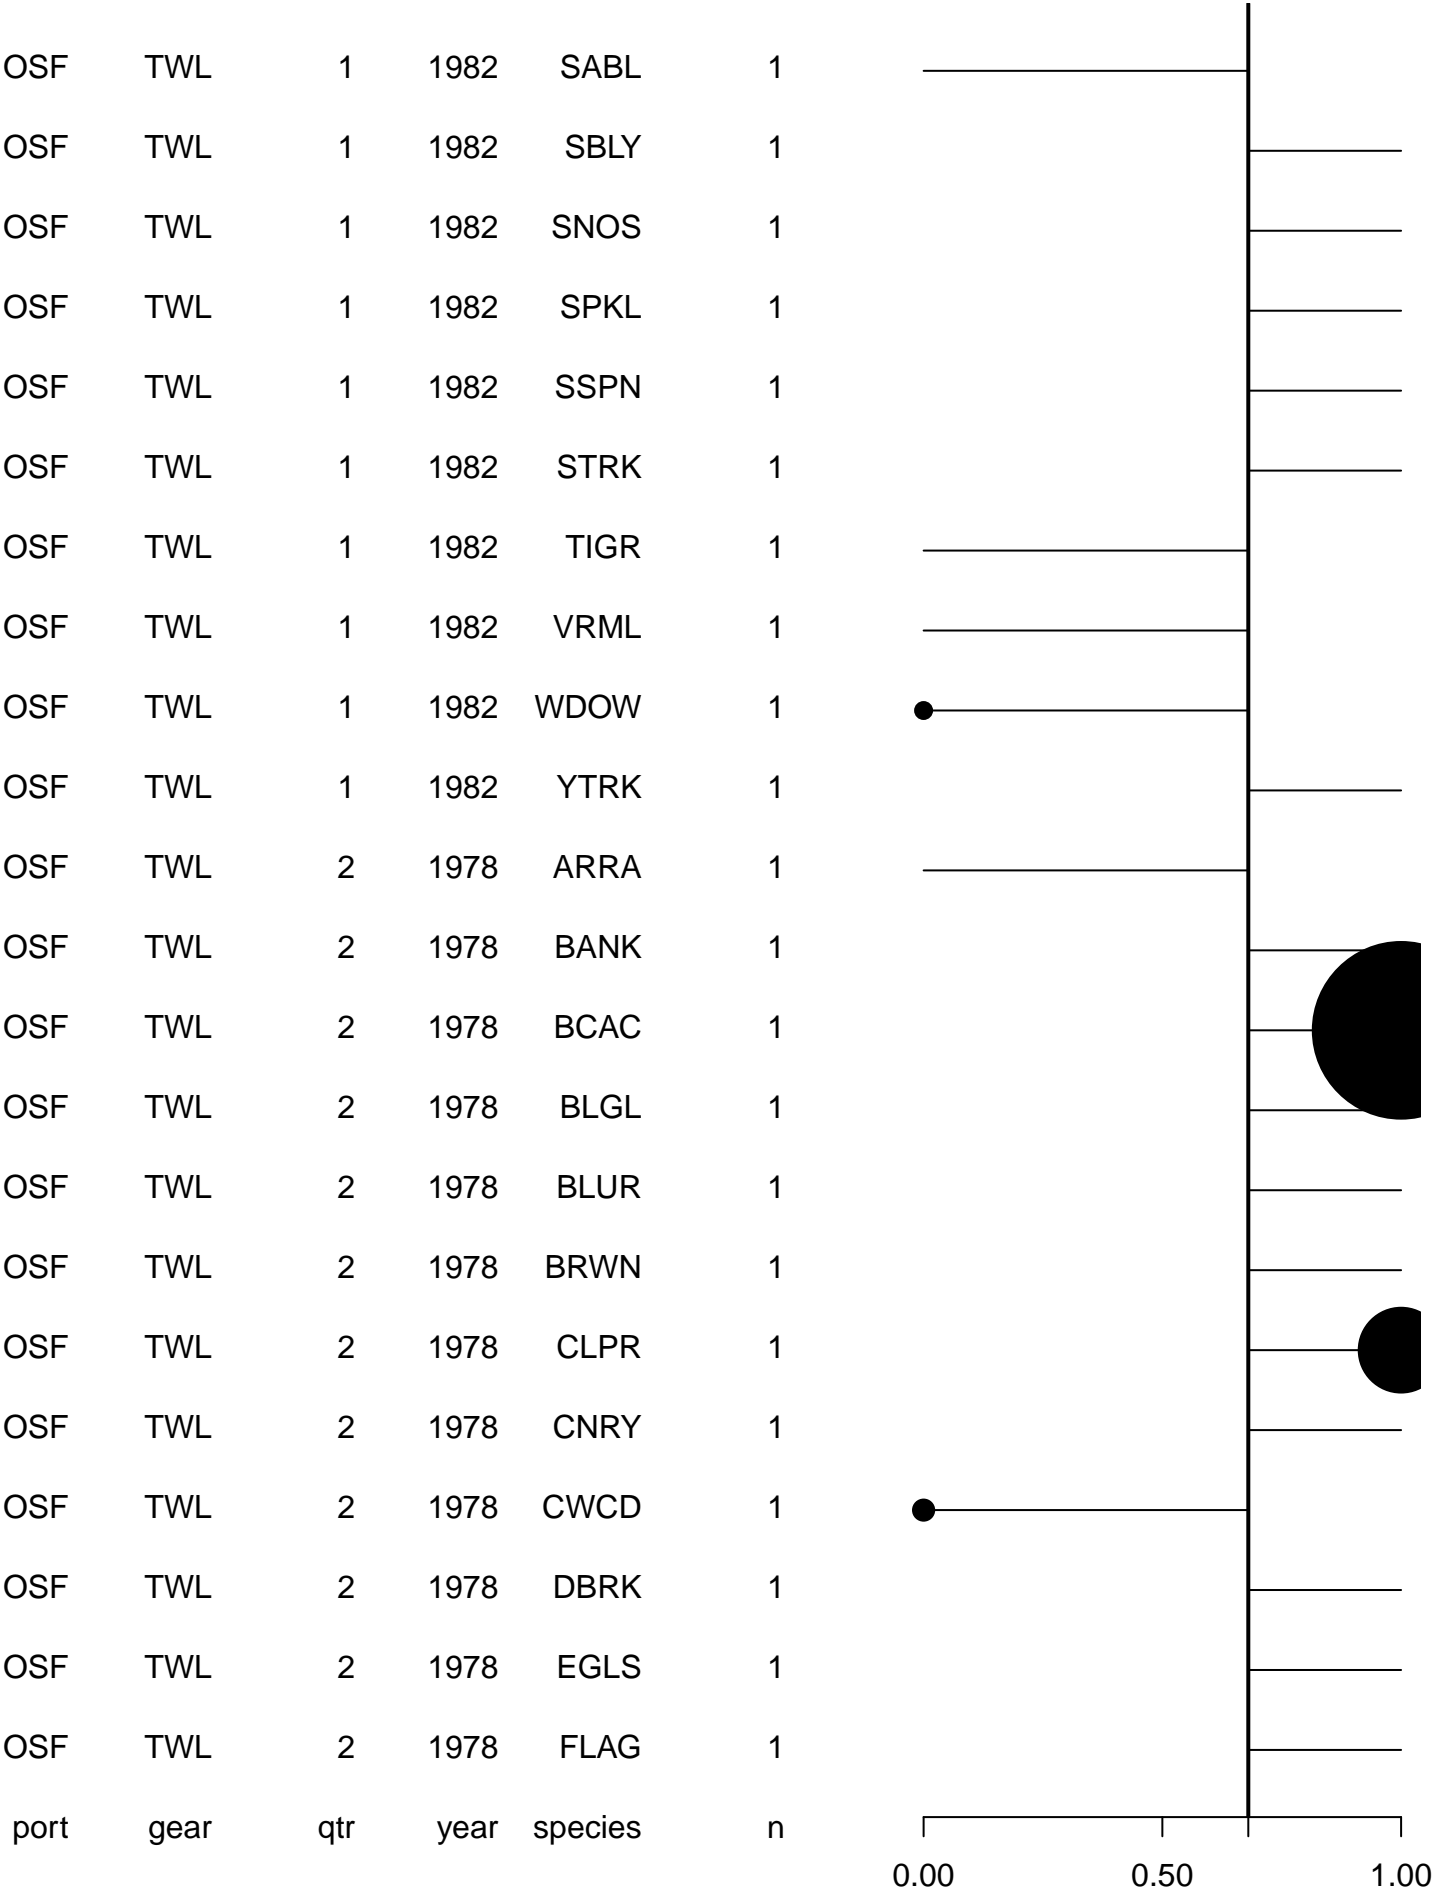 OSF TWL 1 1982 SABL 1
OSF TWL 1 1982 SBLY 1
OSF TWL 1 1982 SNOS 1
OSF TWL 1 1982 SPKL 1
OSF TWL 1 1982 SSPN 1
OSF TWL 1 1982 STRK 1
OSF TWL 1 1982 TIGR 1
OSF TWL 1 1982 VRML 1
OSF TWL 1 1982 WDOW 1
OSF TWL 1 1982 YTRK 1
OSF TWL 2 1978 ARRA 1
OSF TWL 2 1978 BANK 1
OSF TWL 2 1978 BCAC 1
OSF TWL 2 1978 BLGL 1
OSF TWL 2 1978 BLUR 1
OSF TWL 2 1978 BRWN 1
OSF TWL 2 1978 CLPR 1
OSF TWL 2 1978 CNRY 1
OSF TWL 2 1978 CWCD 1
OSF TWL 2 1978 DBRK 1
OSF TWL 2 1978 EGLS 1
OSF TWL 2 1978 FLAG 1
port gear qtr year species n
0.00 0.50 1.00